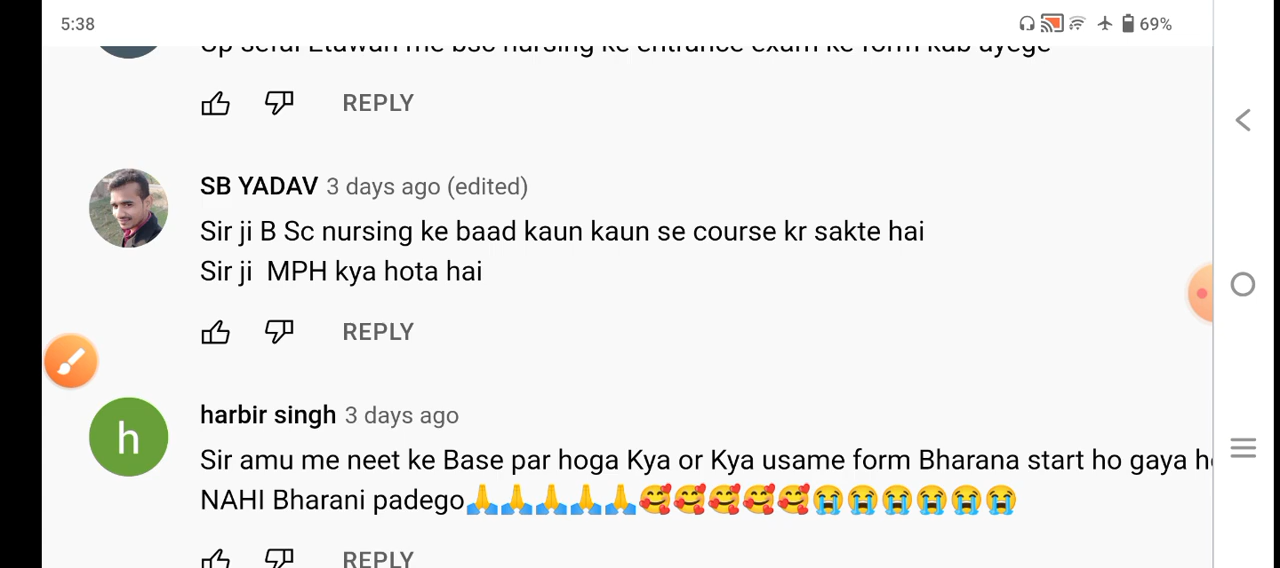 5:38
69%
Up sefai Etawah me bsc nursing ke entrance exam ke form kab ayege
REPLY
SB YADAV 3 days ago (edited)
Sir ji B Sc nursing ke baad kaun kaun se course kr sakte hai
Sir ji MPH kya hota hai
REPLY
h
harbir singh 3 days ago
Sir amu me neet ke Base par hoga Kya or Kya usame form Bharana start ho gaya
NAHI Bharani padego🙏🙏🙏🙏🙏🥰🥰🥰🥰🥰😭😭😭😭😭😭
REPLY